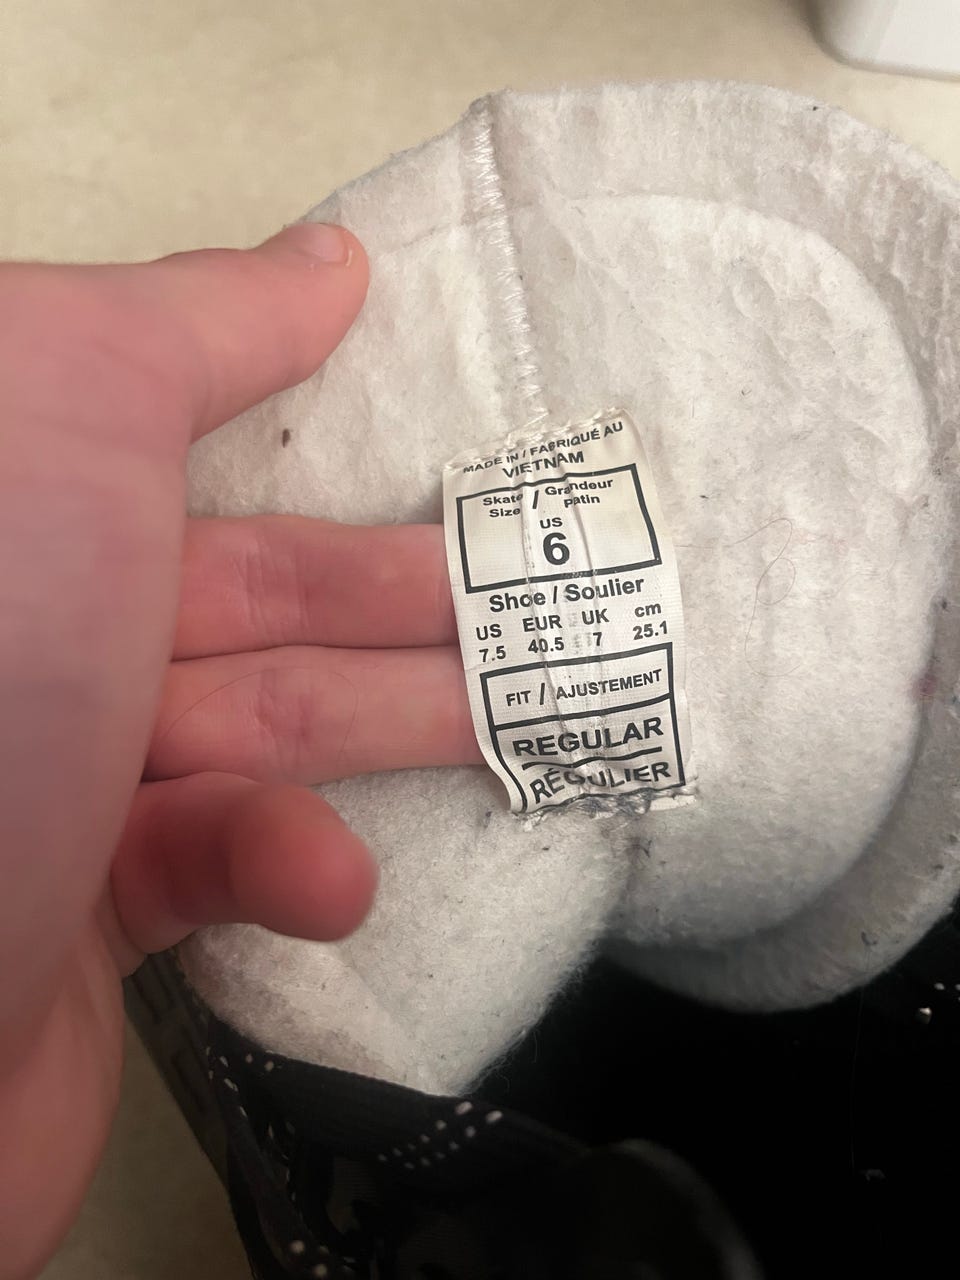 MADE IN / FABRIQUÉ AU
VIETNAM
Skate / Grandeur
Size Patin
US
6
Shoe / Soulier
US EUR UK cm
7.5 40.5 7 25.1
FIT / AJUSTEMENT
REGULAR
RÉGULIER